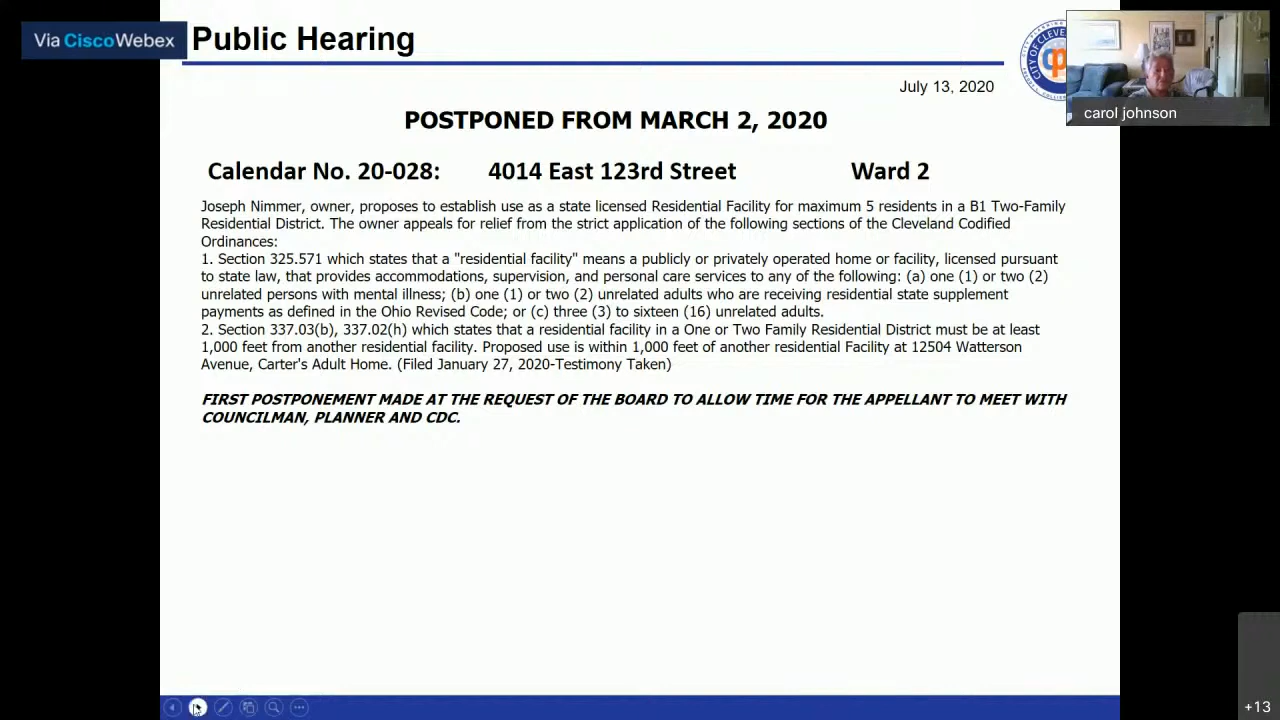 Via CiscoWebex
Public Hearing
July 13, 2020
carol johnson
POSTPONED FROM MARCH 2, 2020
Calendar No. 20-028: 4014 East 123rd Street Ward 2
Joseph Nimmer, owner, proposes to establish use as a state licensed Residential Facility for maximum 5 residents in a B1 Two-Family
Residential District. The owner appeals for relief from the strict application of the following sections of the Cleveland Codified
Ordinances:
1. Section 325.571 which states that a "residential facility" means a publicly or privately operated home or facility, licensed pursuant
to state law, that provides accommodations, supervision, and personal care services to any of the following: (a) one (1) or two (2)
unrelated persons with mental illness; (b) one (1) or two (2) unrelated adults who are receiving residential state supplement
payments as defined in the Ohio Revised Code; or (c) three (3) to sixteen (16) unrelated adults.
2. Section 337.03(b), 337.02(h) which states that a residential facility in a One or Two Family Residential District must be at least
1,000 feet from another residential facility. Proposed use is within 1,000 feet of another residential Facility at 12504 Watterson
Avenue, Carter's Adult Home. (Filed January 27, 2020-Testimony Taken)
FIRST POSTPONEMENT MADE AT THE REQUEST OF THE BOARD TO ALLOW TIME FOR THE APPELLANT TO MEET WITH
COUNCILMAN, PLANNER AND CDC.
+13